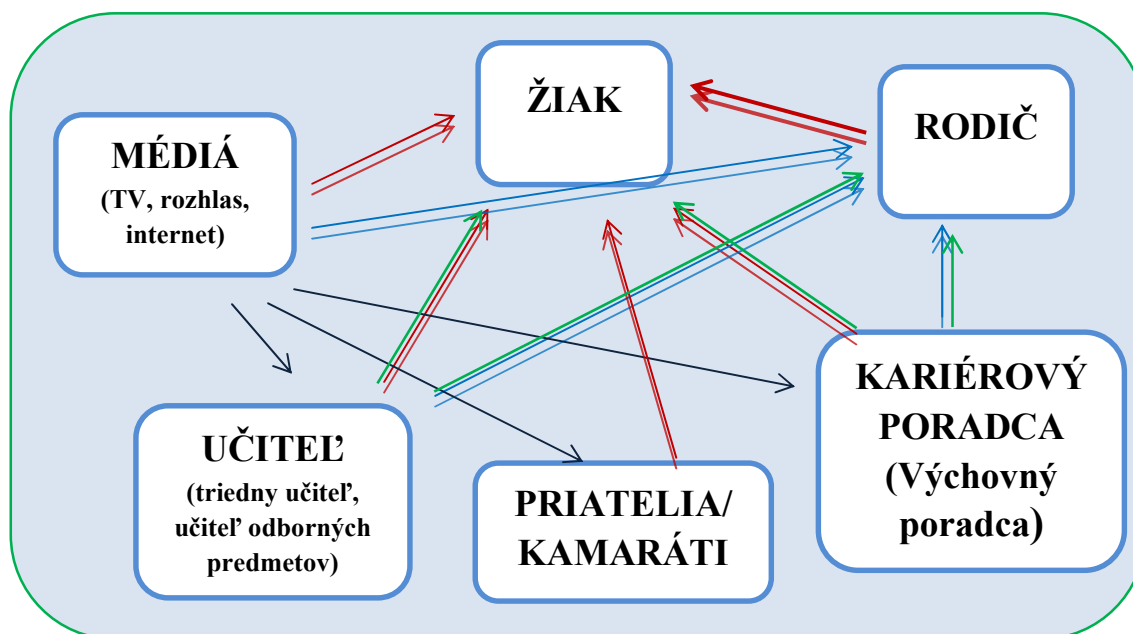 ŽIAK
RODIČ
MÉDIÁ
(TV, rozhlas,
internet)
UČITEĽ
(triedny učiteľ,
učiteľ odborných
predmetov)
PRIATELIA/
KAMARÁTI
KARIÉROVÝ
PORADCA
(Výchovný
poradca)